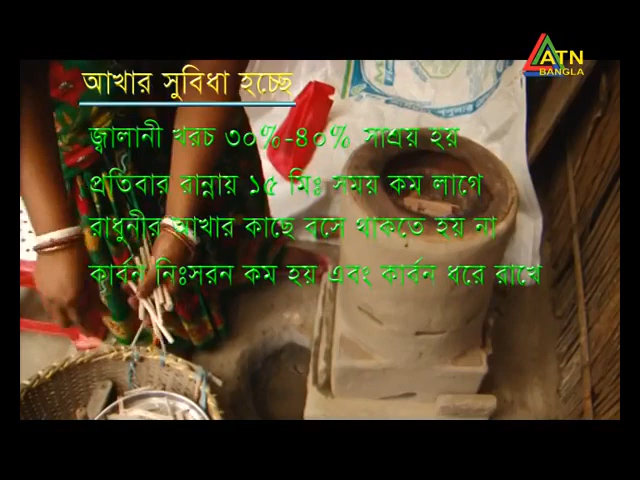 ATN
BANGLA
আখার সুবিধা হচ্ছে
জ্বালানী খরচ ৩০%-৪০% সাশ্রয় হয়
প্রতিবার রান্নায় ১৫ মিঃ সময় কম লাগে
রাধুনীর আখার কাছে বসে থাকতে হয় না
কার্বন নিঃসরন কম হয় এবং কার্বন ধরে রাখে